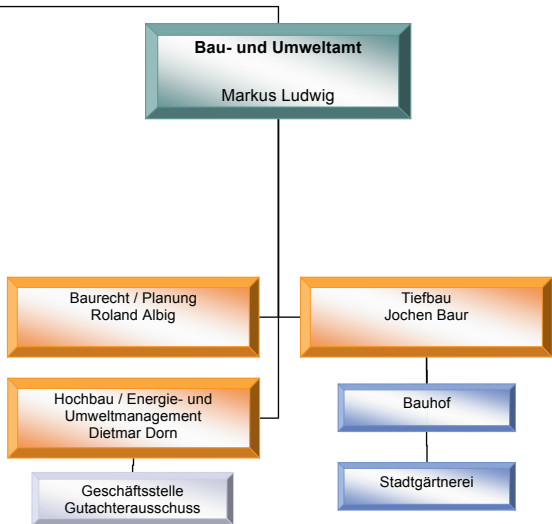 Bau- und Umweltamt
Markus Ludwig
Baurecht / Planung
Roland Albig
Tiefbau
Jochen Baur
Hochbau / Energie- und
Umweltmanagement
Dietmar Dorn
Bauhof
Geschäftsstelle
Gutachterausschuss
Stadtgärtnerei